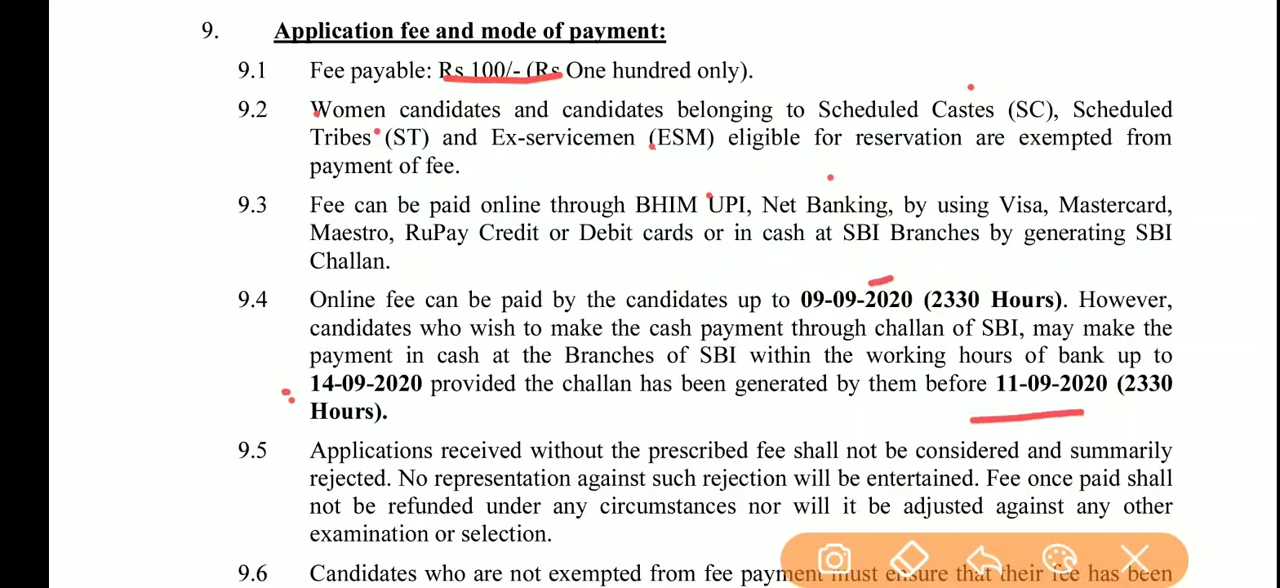 9. Application fee and mode of payment:
9.1 Fee payable: Rs 100/- (Rs One hundred only).
9.2 Women candidates and candidates belonging to Scheduled Castes (SC), Scheduled
Tribes (ST) and Ex-servicemen (ESM) eligible for reservation are exempted from
payment of fee.
9.3 Fee can be paid online through BHIM UPI, Net Banking, by using Visa, Mastercard,
Maestro, RuPay Credit or Debit cards or in cash at SBI Branches by generating SBI
Challan.
9.4 Online fee can be paid by the candidates up to 09-09-2020 (2330 Hours). However,
candidates who wish to make the cash payment through challan of SBI, may make the
payment in cash at the Branches of SBI within the working hours of bank up to
14-09-2020 provided the challan has been generated by them before 11-09-2020 (2330
Hours).
9.5 Applications received without the prescribed fee shall not be considered and summarily
rejected. No representation against such rejection will be entertained. Fee once paid shall
not be refunded under any circumstances nor will it be adjusted against any other
examination or selection.
9.6 Candidates who are not exempted from fee payment must ensure that their fee has been